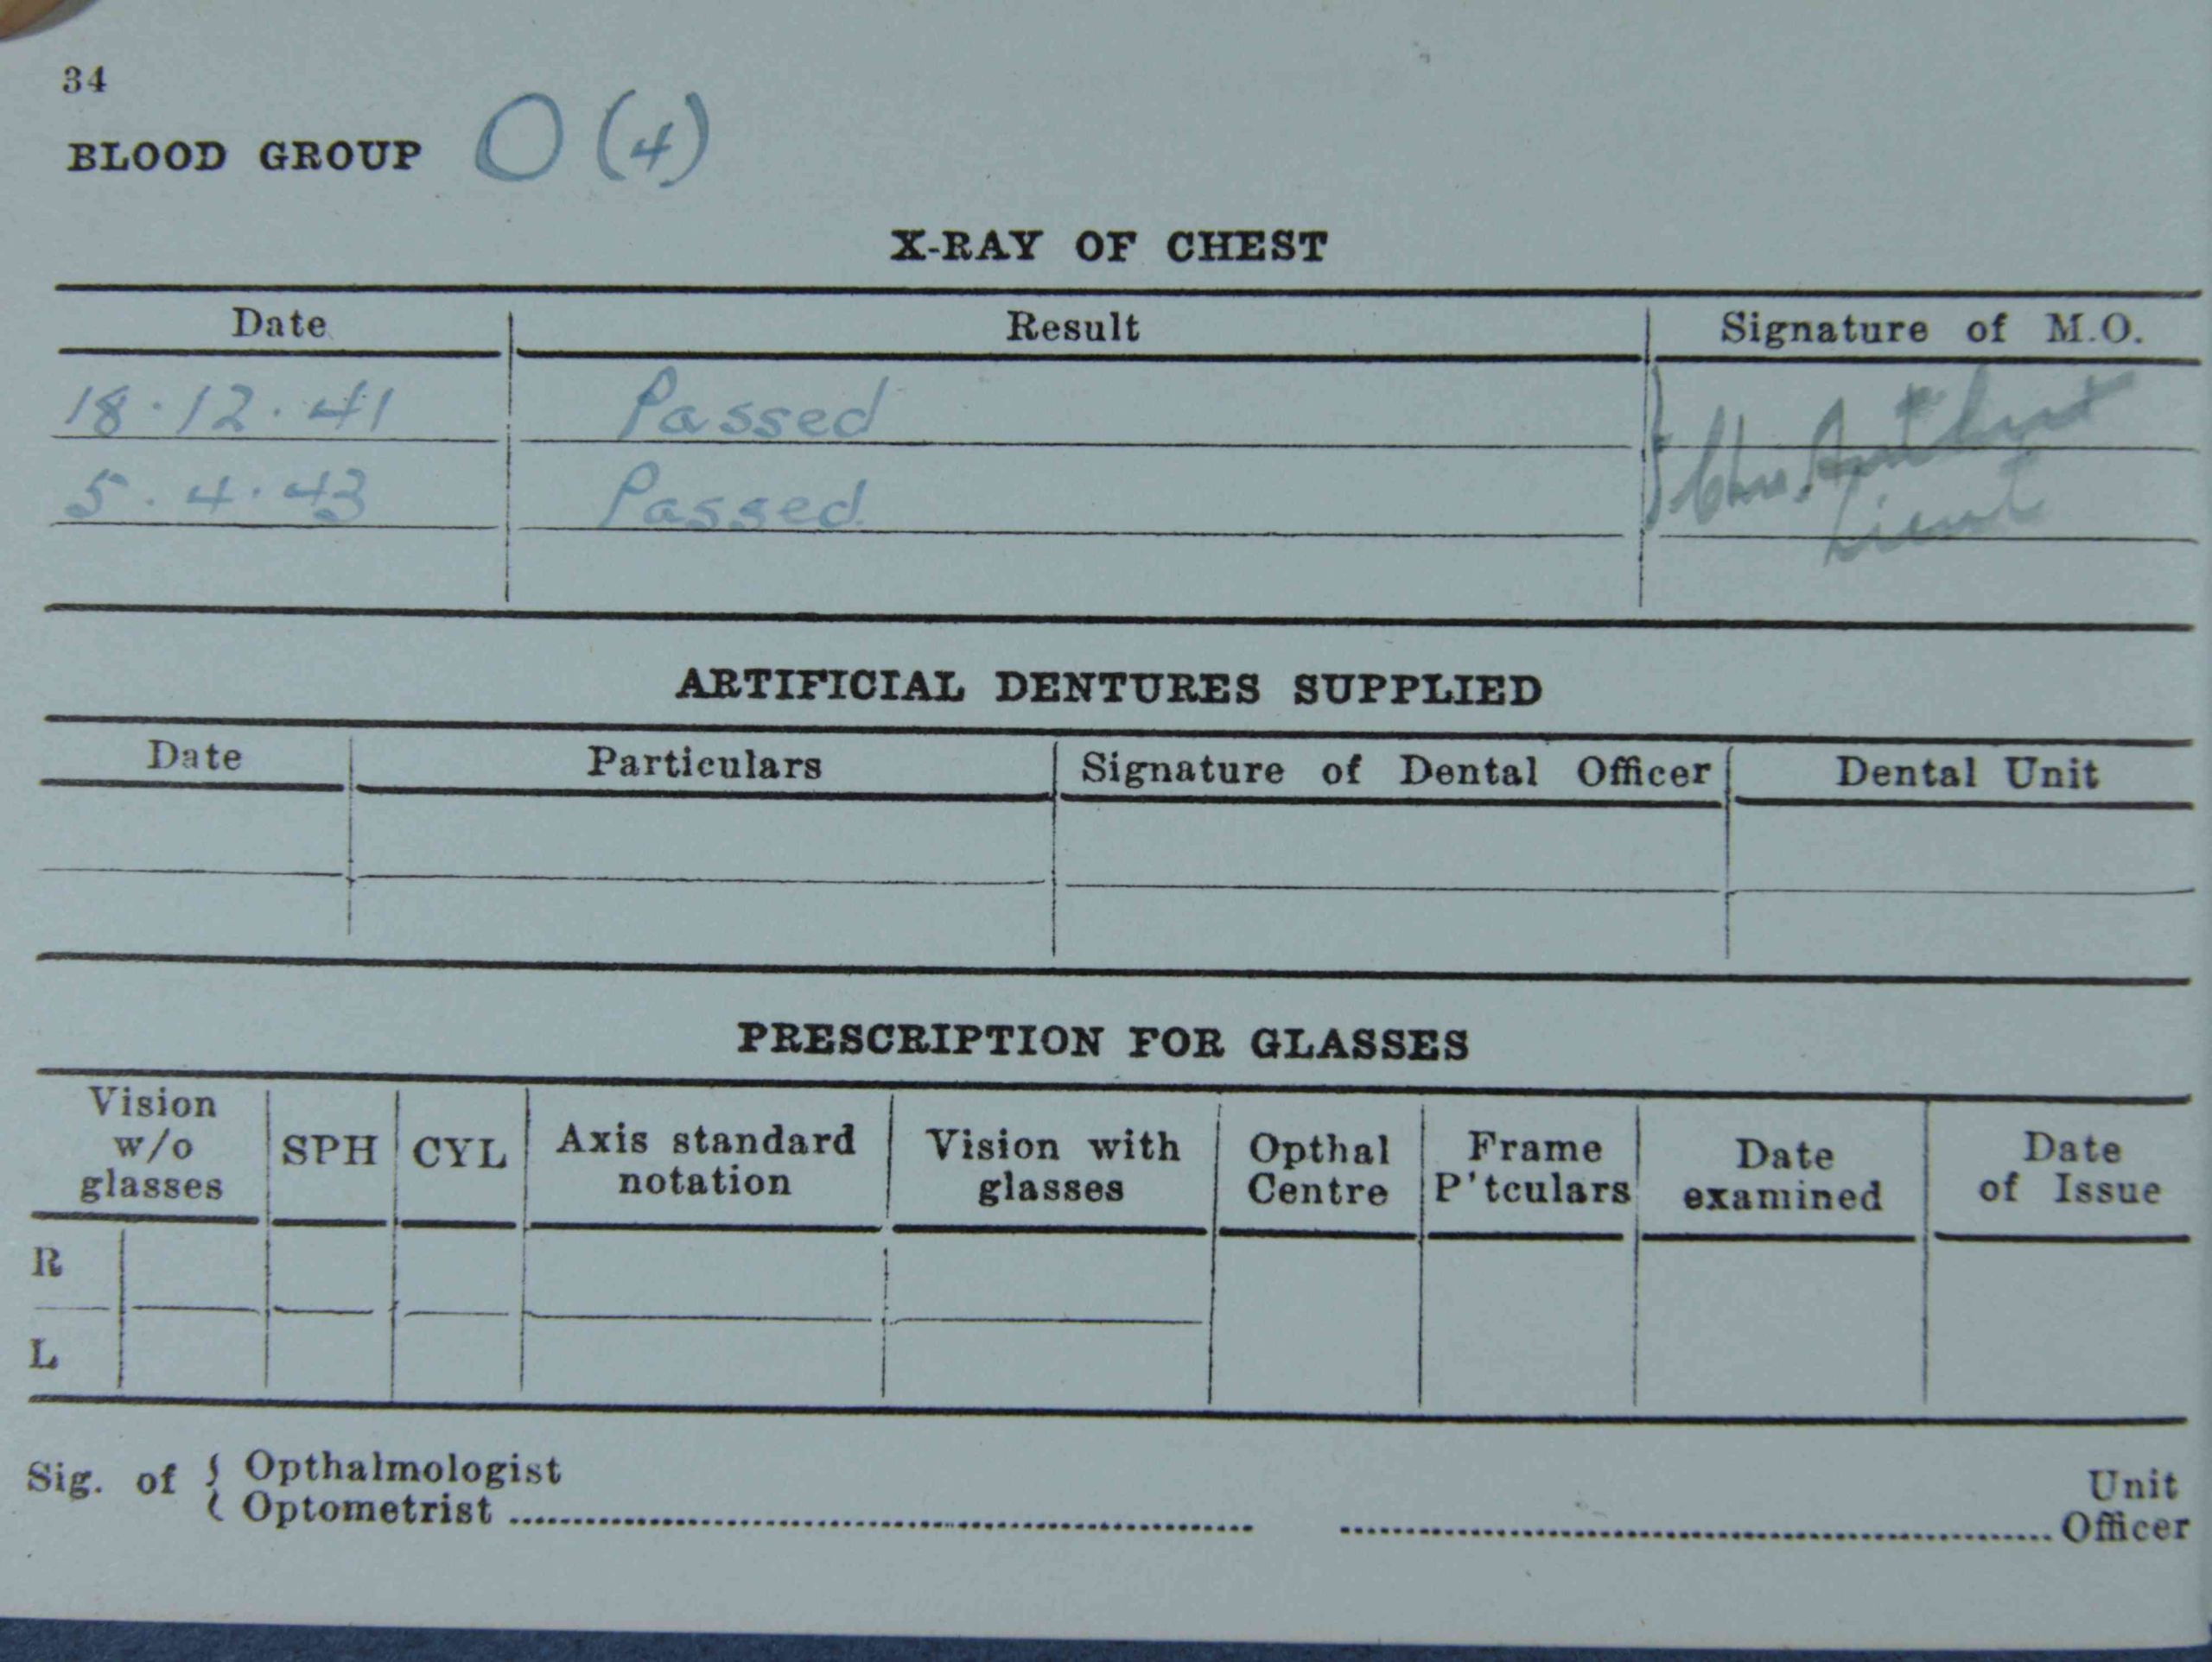 34
BLOOD GROUP O (4)
X-RAY OF CHEST
Date Result Signature of M.O.
18.12.41 Passed
5.4.43 Passed
Lieut
ARTIFICIAL DENTURES SUPPLIED
Date Particulars Signature of Dental Officer Dental Unit
PRESCRIPTION FOR GLASSES
Vision w/o glasses SPH CYL Axis standard notation Vision with glasses Opthal Centre Frame P'tculars Date examined Date of Issue
R
L
Sig. of { Opthalmologist
Optometrist
Unit
Officer